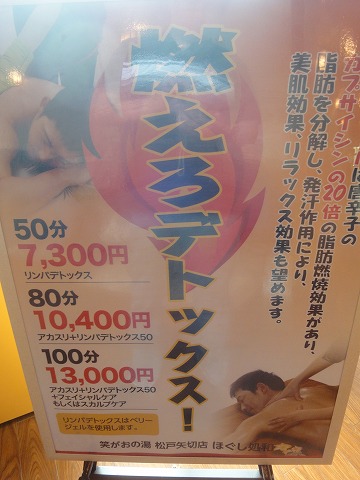 燃えろデトックス!
カプサイシンの
は唐辛子の
20倍の脂肪燃焼効果があり、
脂肪を分解し、発汗作用により、
美肌効果、リラックス効果も望めます。
50分
7,300円
リンパデトックス
80分
10,400円
アカスリ+リンパデトックス50
100分
13,000円
アカスリ+リンパデトックス50
+フェイシャルケア
もしくはスカルプケア
リンパデトックスはベリー
ジェルを使用します。
笑がおの湯 松戸矢切店 ほぐし処和